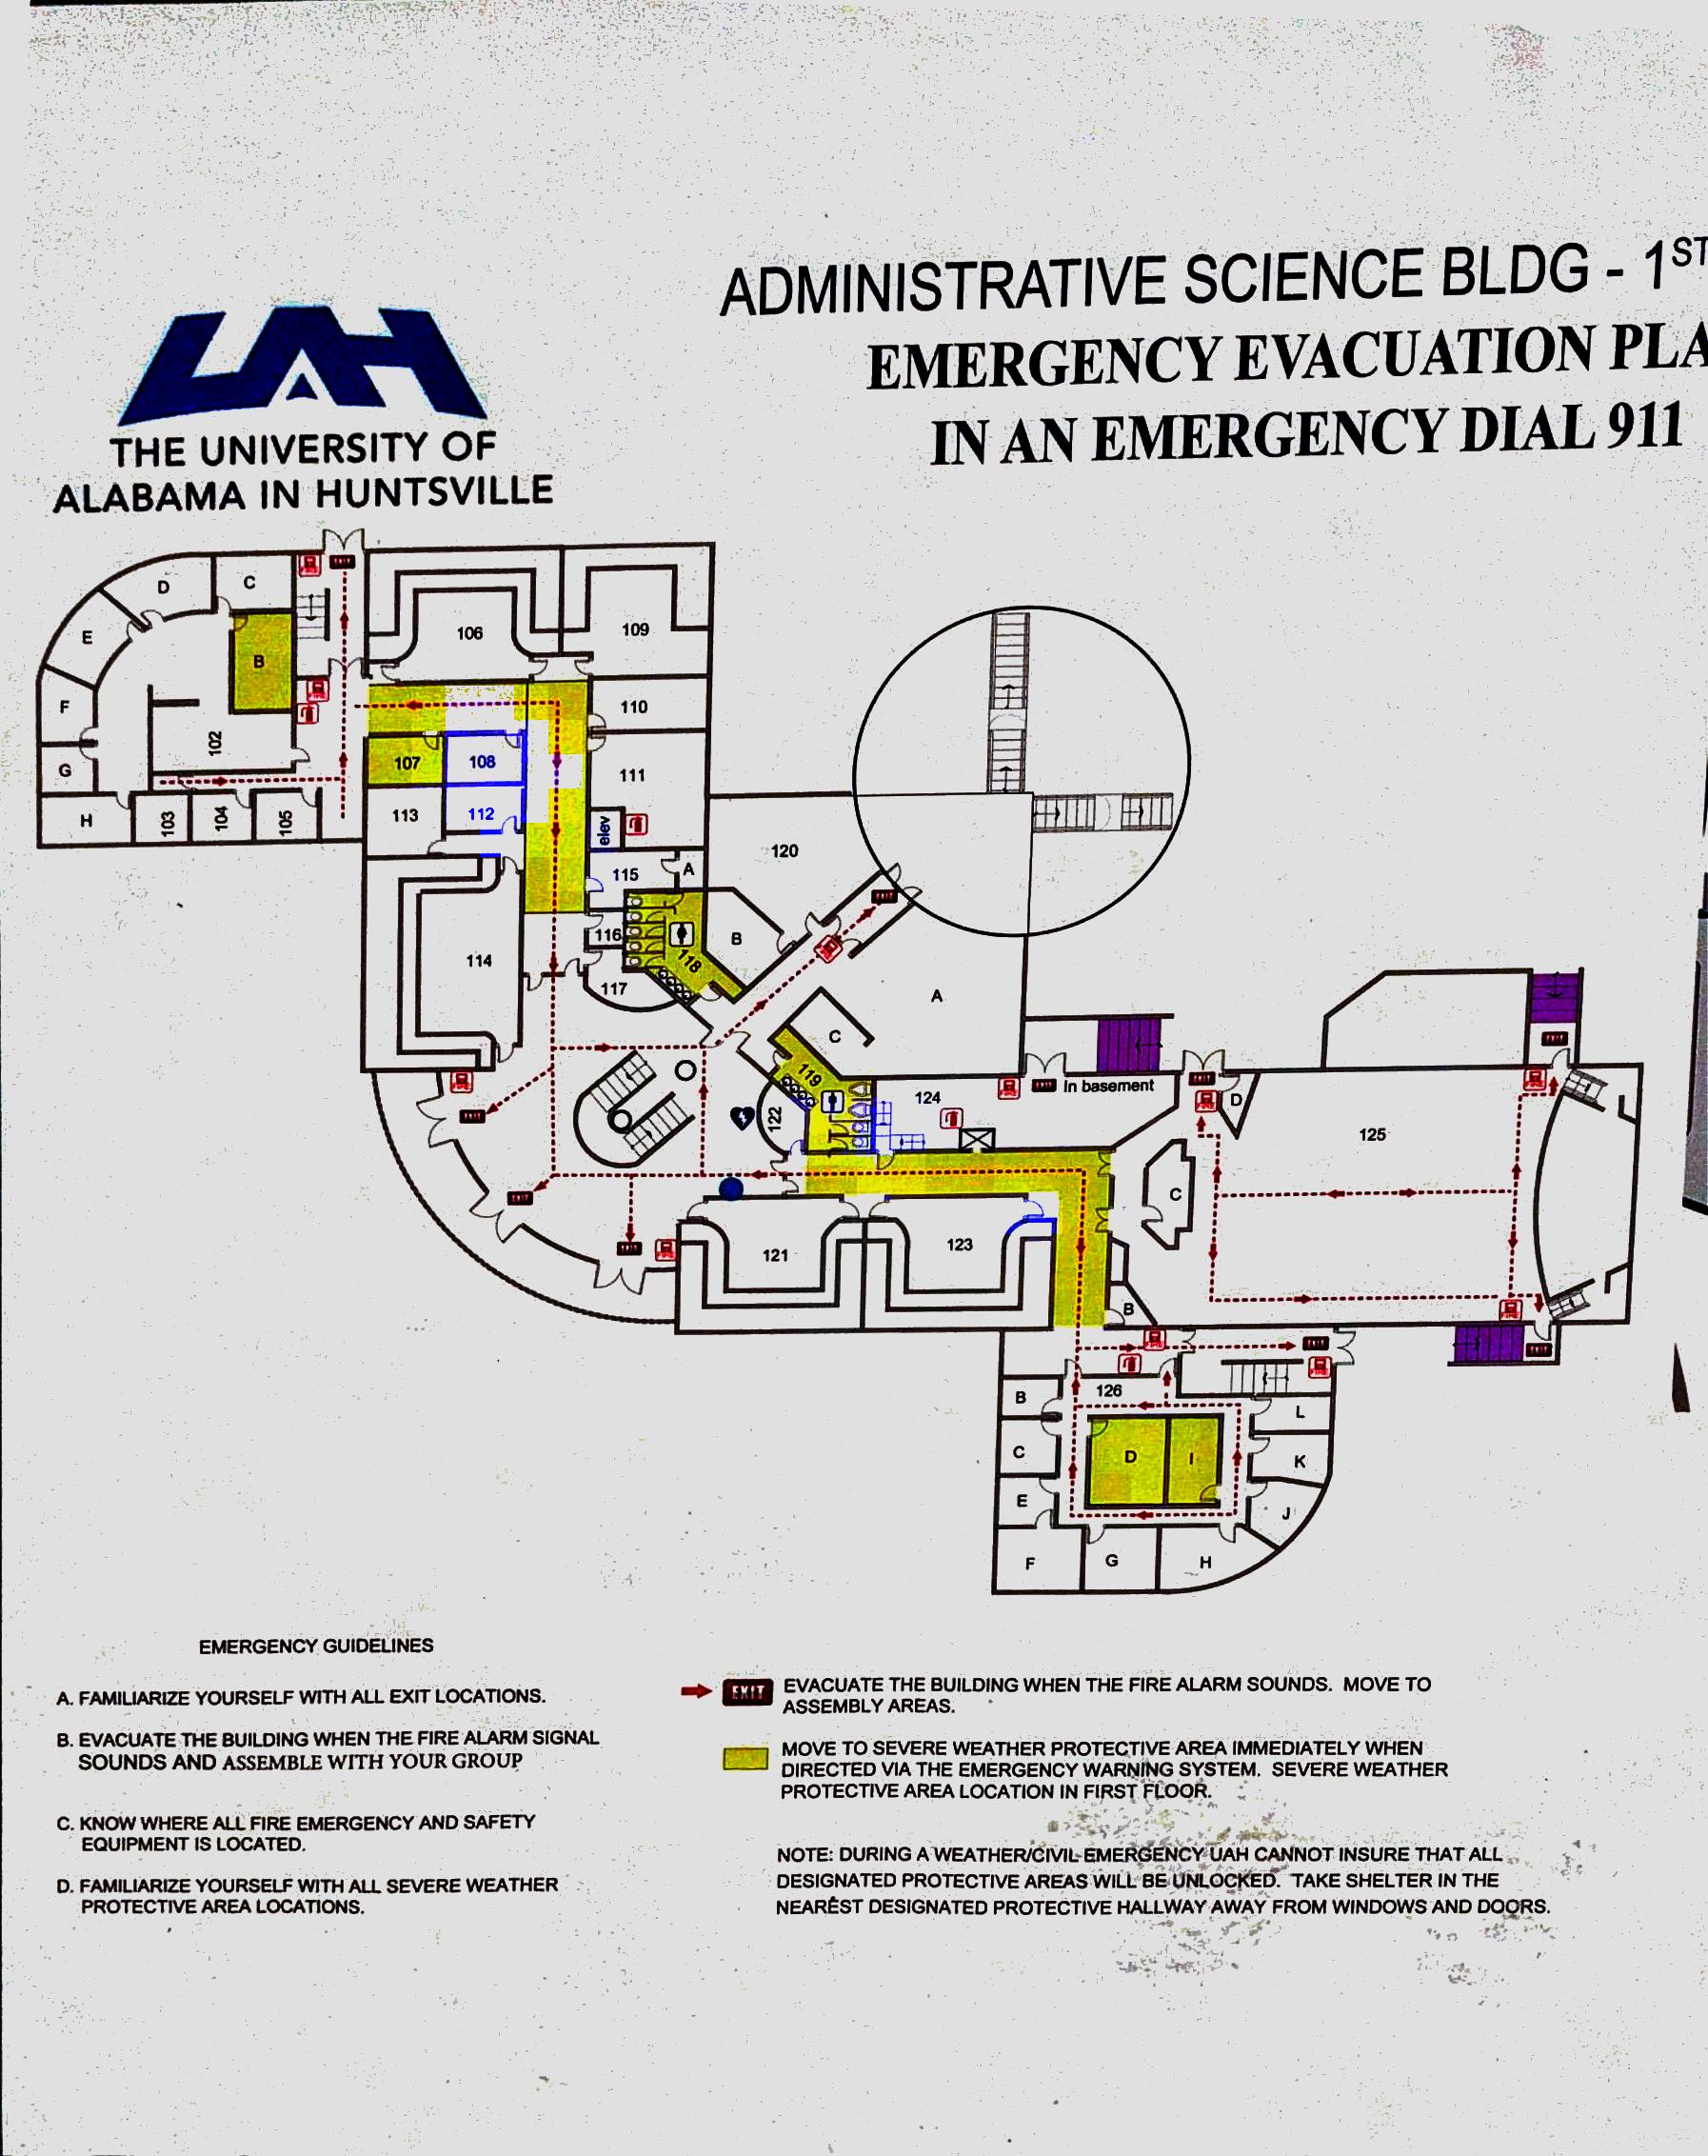 ADMINISTRATIVE SCIENCE BLDG - 1ST
EMERGENCY EVACUATION PLA
IN AN EMERGENCY DIAL 911
UAH
THE UNIVERSITY OF
ALABAMA IN HUNTSVILLE
D
C
E
B
F
G
H
102
103
104
105
106
109
107
108
110
111
112
113
elev
114
115
A
116
117
118
B
120
A
C
119
122
124
In basement
D
125
C
121
123
B
126
B
C
D
I
E
F
G
H
J
K
L
EMERGENCY GUIDELINES
A. FAMILIARIZE YOURSELF WITH ALL EXIT LOCATIONS.
B. EVACUATE THE BUILDING WHEN THE FIRE ALARM SIGNAL
SOUNDS AND ASSEMBLE WITH YOUR GROUP
C. KNOW WHERE ALL FIRE EMERGENCY AND SAFETY
EQUIPMENT IS LOCATED.
D. FAMILIARIZE YOURSELF WITH ALL SEVERE WEATHER
PROTECTIVE AREA LOCATIONS.
EXIT
EVACUATE THE BUILDING WHEN THE FIRE ALARM SOUNDS. MOVE TO
ASSEMBLY AREAS.
MOVE TO SEVERE WEATHER PROTECTIVE AREA IMMEDIATELY WHEN
DIRECTED VIA THE EMERGENCY WARNING SYSTEM. SEVERE WEATHER
PROTECTIVE AREA LOCATION IN FIRST FLOOR.
NOTE: DURING A WEATHER/CIVIL EMERGENCY UAH CANNOT INSURE THAT ALL
DESIGNATED PROTECTIVE AREAS WILL BE UNLOCKED. TAKE SHELTER IN THE
NEAREST DESIGNATED PROTECTIVE HALLWAY AWAY FROM WINDOWS AND DOORS.